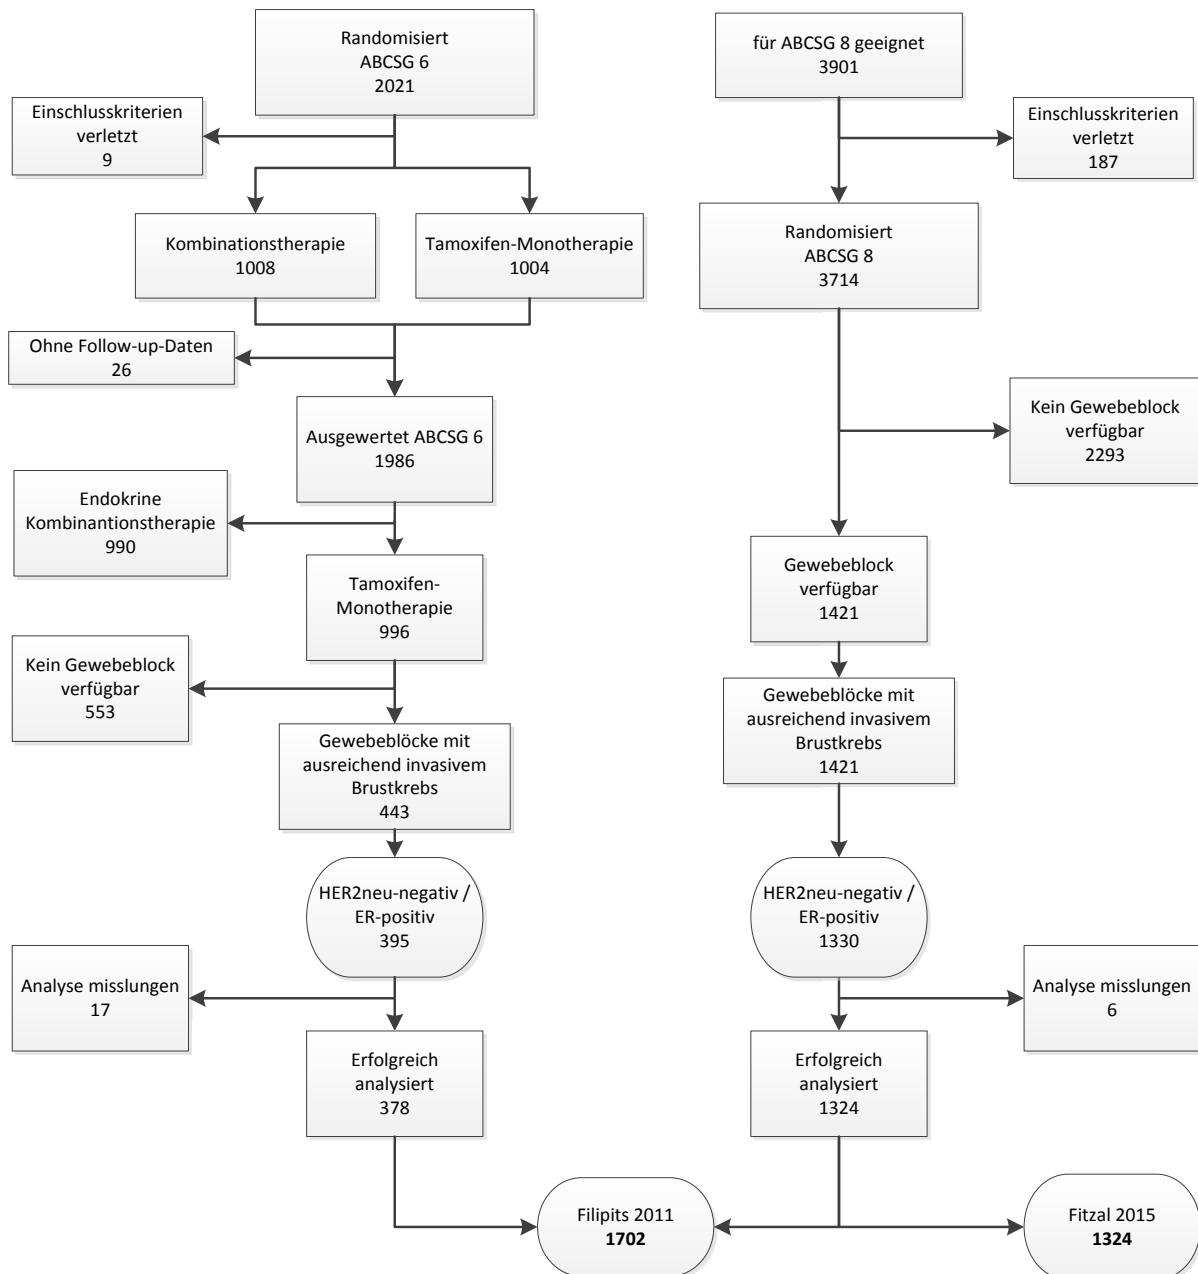 Randomisiert
ABCSG 6
2021
Einschlusskriterien
verletzt
9
Kombinationstherapie
1008
Tamoxifen-Monotherapie
1004
Ohne Follow-up-Daten
26
Ausgewertet ABCSG 6
1986
Endokrine
Kombinantionstherapie
990
Tamoxifen-
Monotherapie
996
Kein Gewebeblock
verfügbar
553
Gewebeblöcke mit
ausreichend invasivem
Brustkrebs
443
HER2neu-negativ /
ER-positiv
395
Analyse misslungen
17
Erfolgreich
analysiert
378
für ABCSG 8 geeignet
3901
Einschlusskriterien
verletzt
187
Randomisiert
ABCSG 8
3714
Kein Gewebeblock
verfügbar
2293
Gewebeblock
verfügbar
1421
Gewebeblöcke mit
ausreichend invasivem
Brustkrebs
1421
HER2neu-negativ /
ER-positiv
1330
Analyse misslungen
6
Erfolgreich
analysiert
1324
Filipits 2011
1702
Fitzal 2015
1324